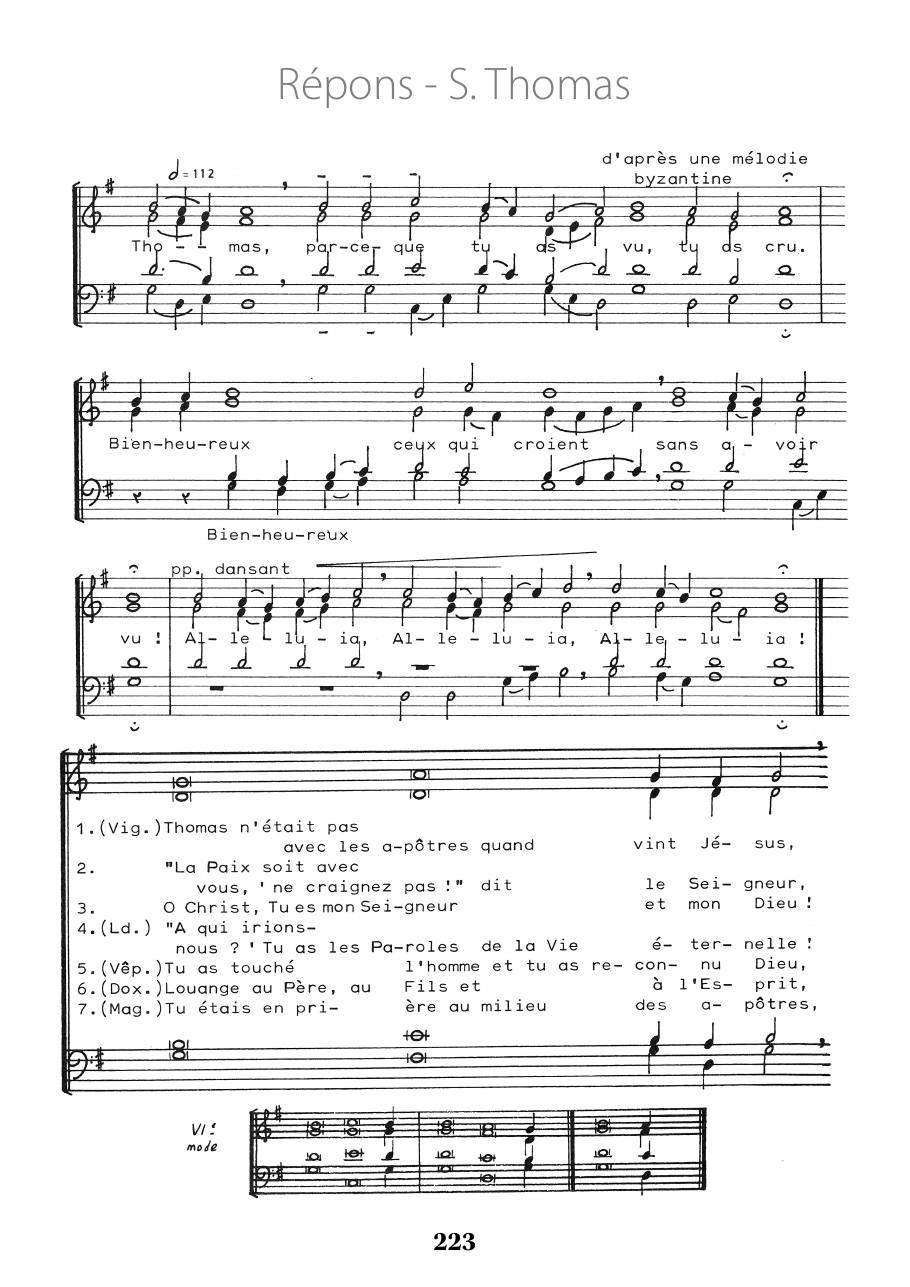 Répons - S. Thomas
d'après une mélodie
byzantine
= 112
Tho - - mas, par-ce-que tu as vu, tu as cru.
Bien-heu-reux ceux qui croient sans a - voir
Bien-heu-reux
pp. dansant
vu ! Al- le - lu - ia, Al- le - lu - ia, Al- le - lu - ia !
1.(Vig.)Thomas n'était pas
avec les a-pôtres quand vint Jé- sus,
2. "La Paix soit avec
vous, ' ne craignez pas !" dit le Sei- gneur,
3. O Christ, Tu es mon Sei-gneur et mon Dieu !
4.(Ld.) "A qui irions-
nous ? ' Tu as les Pa-roles de la Vie é- ter- nelle !
5.(Vêp.)Tu as touché l'homme et tu as re- con- nu Dieu,
6.(Dox.)Louange au Père, au Fils et à l'Es- prit,
7.(Mag.)Tu étais en pri- ère au milieu des a- pôtres,
VI!
mode
223